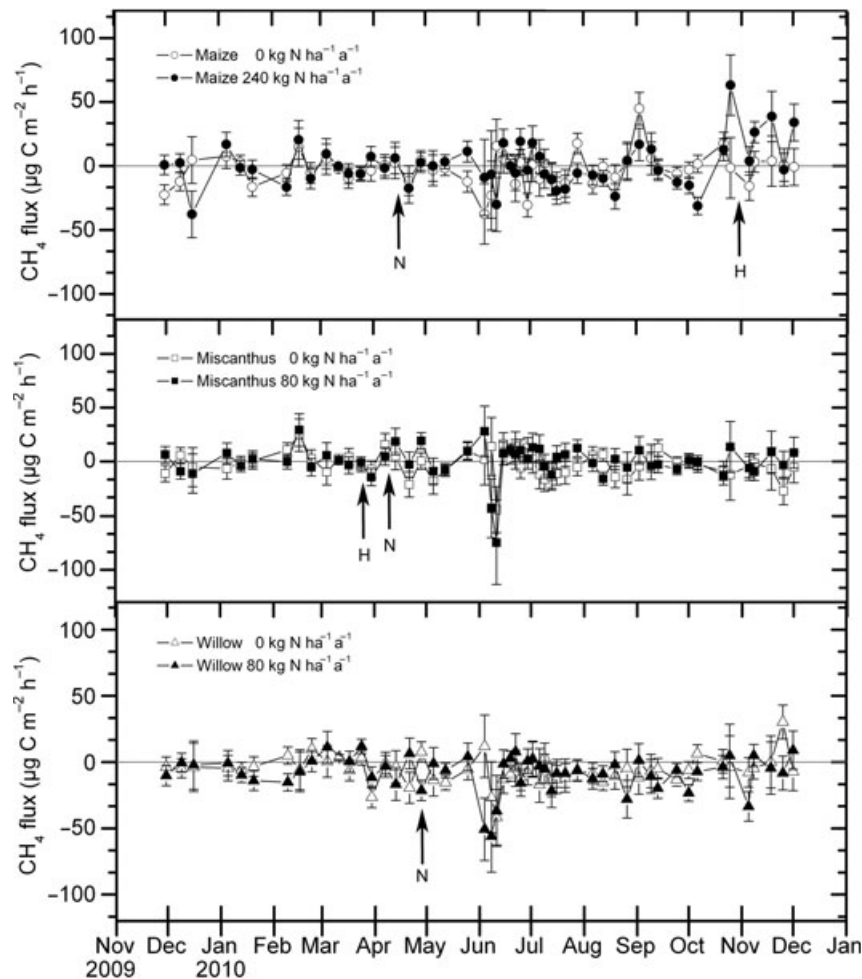 CH₄ flux (µg C m⁻² h⁻¹)
100
50
0
−50
−100
Maize 0 kg N ha⁻¹ a⁻¹
Maize 240 kg N ha⁻¹ a⁻¹
N
H
CH₄ flux (µg C m⁻² h⁻¹)
100
50
0
−50
−100
Miscanthus 0 kg N ha⁻¹ a⁻¹
Miscanthus 80 kg N ha⁻¹ a⁻¹
H
N
CH₄ flux (µg C m⁻² h⁻¹)
100
50
0
−50
−100
Willow 0 kg N ha⁻¹ a⁻¹
Willow 80 kg N ha⁻¹ a⁻¹
N
Nov Dec Jan Feb Mar Apr May Jun Jul Aug Sep Oct Nov Dec Jan
2009 2010